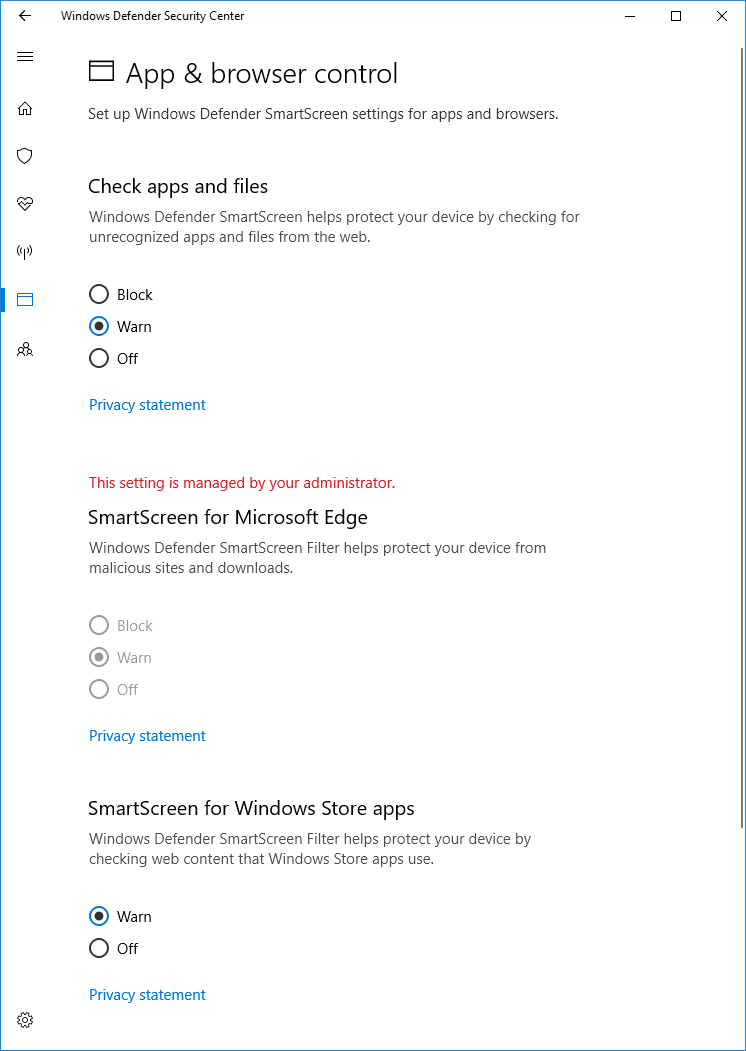 Windows Defender Security Center
App & browser control
Set up Windows Defender SmartScreen settings for apps and browsers.
Check apps and files
Windows Defender SmartScreen helps protect your device by checking for
unrecognized apps and files from the web.
Block
Warn
Off
Privacy statement
This setting is managed by your administrator.
SmartScreen for Microsoft Edge
Windows Defender SmartScreen Filter helps protect your device from
malicious sites and downloads.
Block
Warn
Off
Privacy statement
SmartScreen for Windows Store apps
Windows Defender SmartScreen Filter helps protect your device by
checking web content that Windows Store apps use.
Warn
Off
Privacy statement